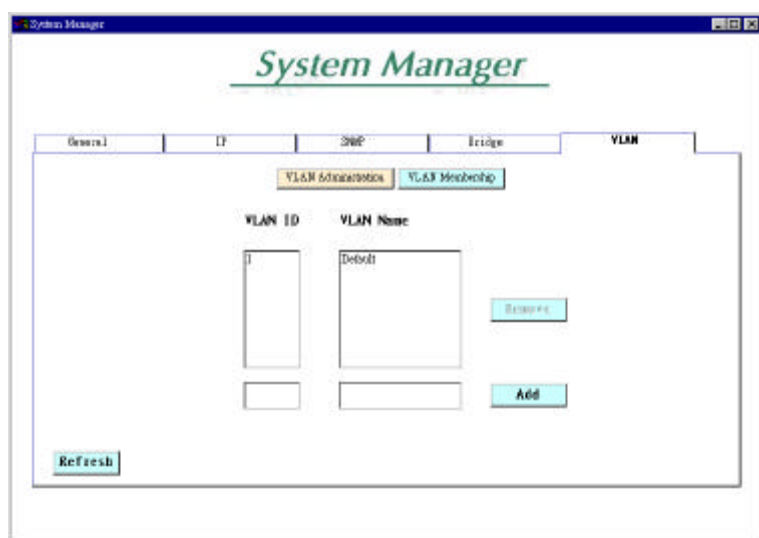 System Manager
System Manager
General IP SNMP Bridge VLAN
VLAN Administration VLAN Membership
VLAN ID VLAN Name
1 Default
Remove
Add
Refresh